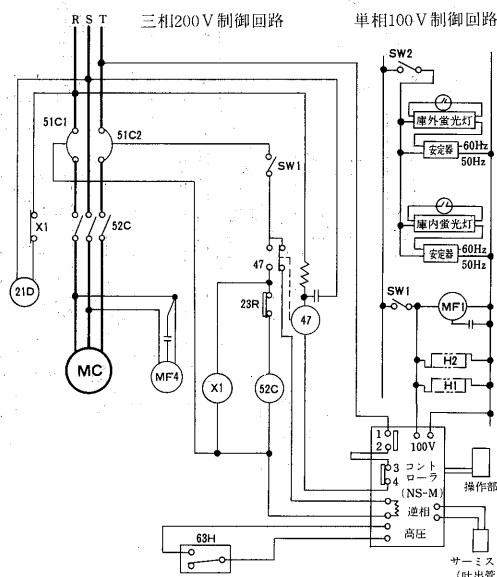 三相200V制御回路
単相100V制御回路
R S T
SW2
51C1
51C2
庫外蛍光灯
安定器
60Hz
50Hz
SW1
X1
52C
47
庫内蛍光灯
安定器
60Hz
50Hz
21D
23R
47
SW1
MF1
MC
MF4
X1
52C
H2
H1
1
2
100V
3
4
コント
ローラ
(NS-M)
操作部
逆相
高圧
63H
サーミス
(吐出管